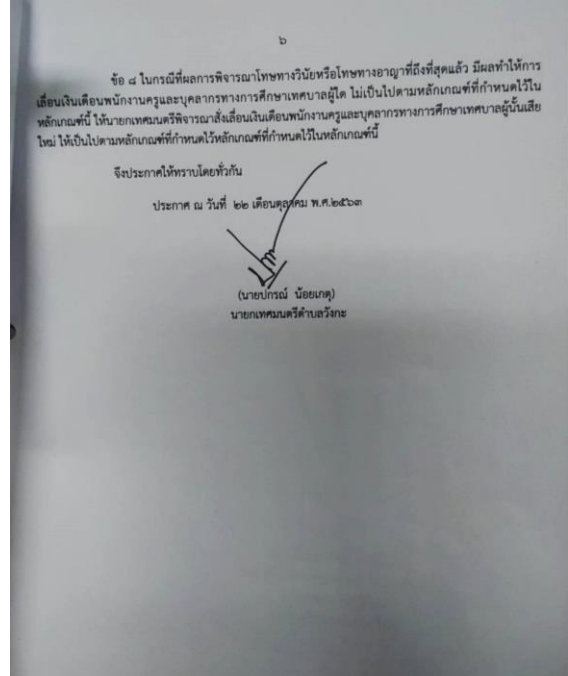 ๖
ข้อ ๘ ในกรณีที่ผลการพิจารณาโทษทางวินัยหรือโทษทางอาญาที่ถึงที่สุดแล้ว มีผลทำให้การ
เลื่อนเงินเดือนพนักงานครูและบุคลากรทางการศึกษาเทศบาลผู้ใด ไม่เป็นไปตามหลักเกณฑ์ที่กำหนดไว้ใน
หลักเกณฑ์นี้ ให้นายกเทศมนตรีพิจารณาสั่งเลื่อนเงินเดือนพนักงานครูและบุคลากรทางการศึกษาเทศบาลผู้นั้นเสีย
ใหม่ ให้เป็นไปตามหลักเกณฑ์ที่กำหนดไว้หลักเกณฑ์ที่กำหนดไว้ในหลักเกณฑ์นี้
จึงประกาศให้ทราบโดยทั่วกัน
ประกาศ ณ วันที่ ๒๒ เดือนตุลาคม พ.ศ.๒๕๖๓
(นายปกรณ์ น้อยเกตุ)
นายกเทศมนตรีตำบลวังกะ